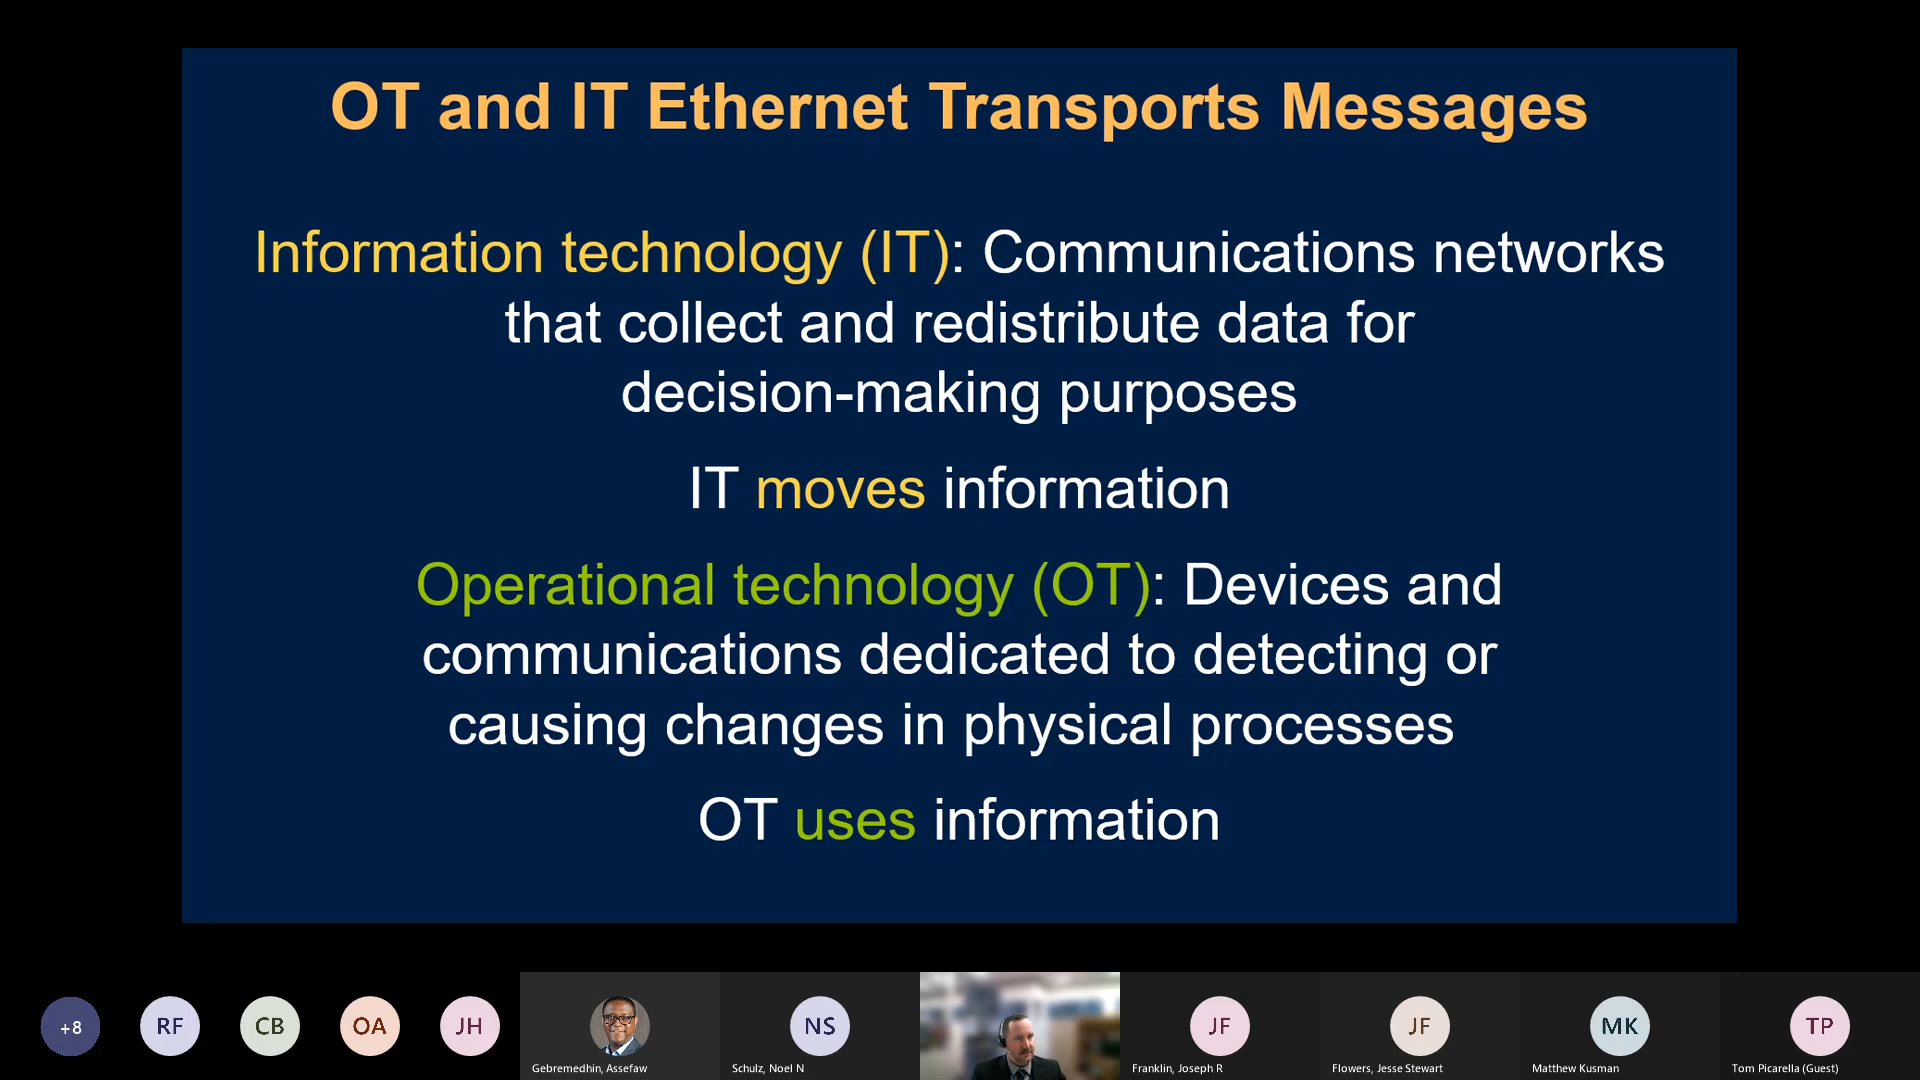 OT and IT Ethernet Transports Messages
Information technology (IT): Communications networks
that collect and redistribute data for
decision-making purposes
IT moves information
Operational technology (OT): Devices and
communications dedicated to detecting or
causing changes in physical processes
OT uses information
+8
RF
CB
OA
JH
NS
JF
JF
MK
TP
Gebremedhin, Assefaw
Schulz, Noel N
Franklin, Joseph R
Flowers, Jesse Stewart
Matthew Kusman
Tom Picarella (Guest)